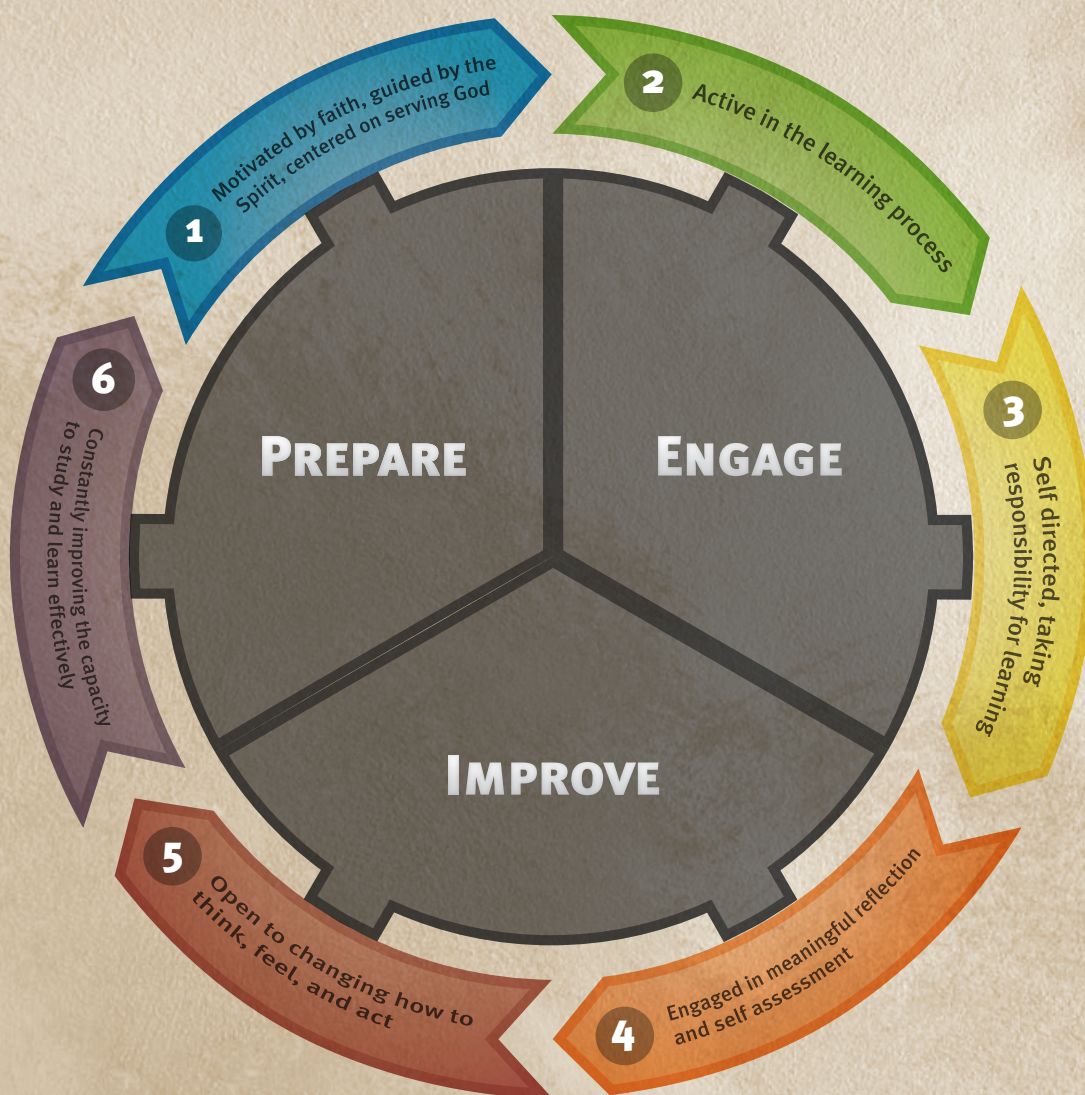 1
Motivated by faith, guided by the
Spirit, centered on serving God
2
Active in the learning process
3
Self directed, taking
responsibility for learning
4
Engaged in meaningful reflection
and self assessment
5
Open to changing how to
think, feel, and act
6
Constantly improving the capacity
to study and learn effectively
PREPARE
ENGAGE
IMPROVE